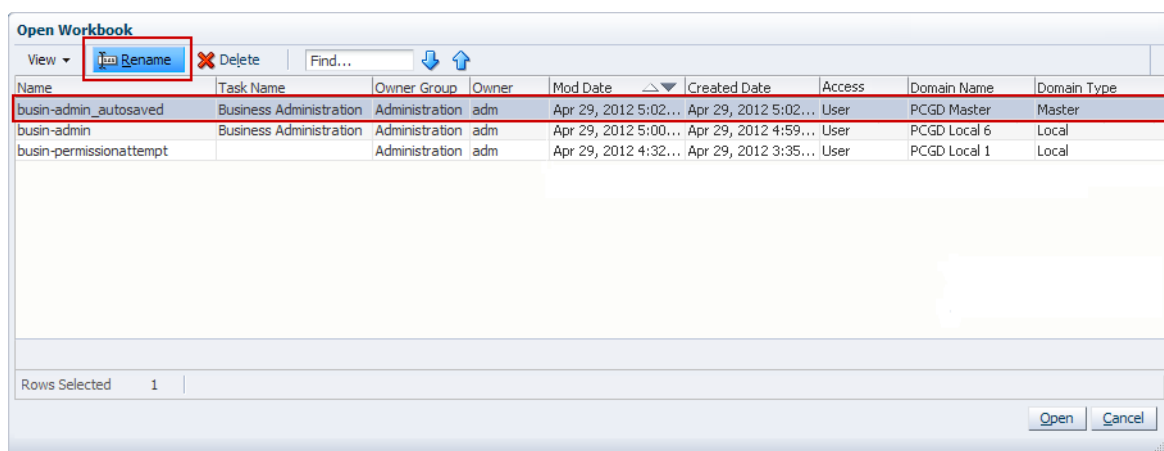 Open Workbook
View Rename Delete Find...
Name Task Name Owner Group Owner Mod Date Created Date Access Domain Name Domain Type
busin-admin_autosaved Business Administration Administration adm Apr 29, 2012 5:02... Apr 29, 2012 5:02... User PCGD Master Master
busin-admin Business Administration Administration adm Apr 29, 2012 5:00... Apr 29, 2012 4:59... User PCGD Local 6 Local
busin-permissionattempt Administration adm Apr 29, 2012 4:32... Apr 29, 2012 3:35... User PCGD Local 1 Local
Rows Selected 1
Open Cancel